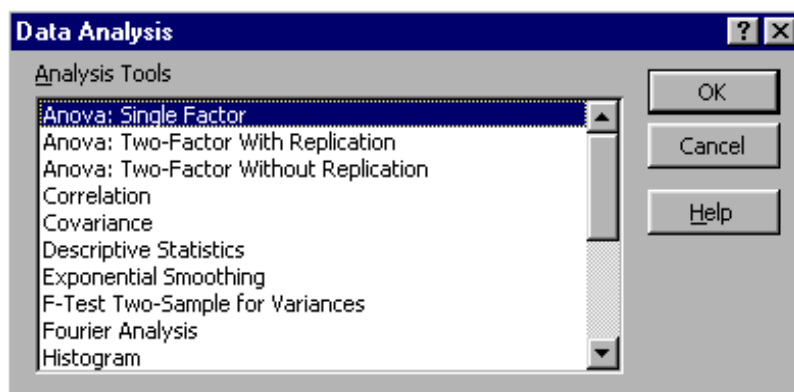 Data Analysis
Analysis Tools
Anova: Single Factor
Anova: Two-Factor With Replication
Anova: Two-Factor Without Replication
Correlation
Covariance
Descriptive Statistics
Exponential Smoothing
F-Test Two-Sample for Variances
Fourier Analysis
Histogram
OK
Cancel
Help